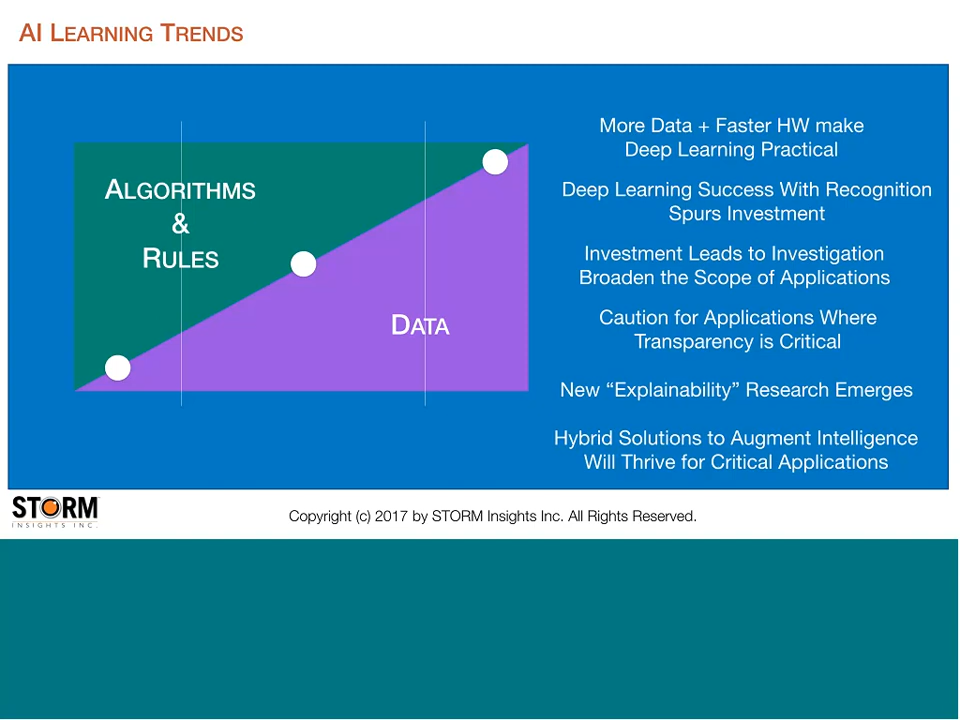 AI LEARNING TRENDS
ALGORITHMS
&
RULES
DATA
More Data + Faster HW make
Deep Learning Practical
Deep Learning Success With Recognition
Spurs Investment
Investment Leads to Investigation
Broaden the Scope of Applications
Caution for Applications Where
Transparency is Critical
New “Explainability” Research Emerges
Hybrid Solutions to Augment Intelligence
Will Thrive for Critical Applications
STORM
INSIGHTS INC.
Copyright (c) 2017 by STORM Insights Inc. All Rights Reserved.